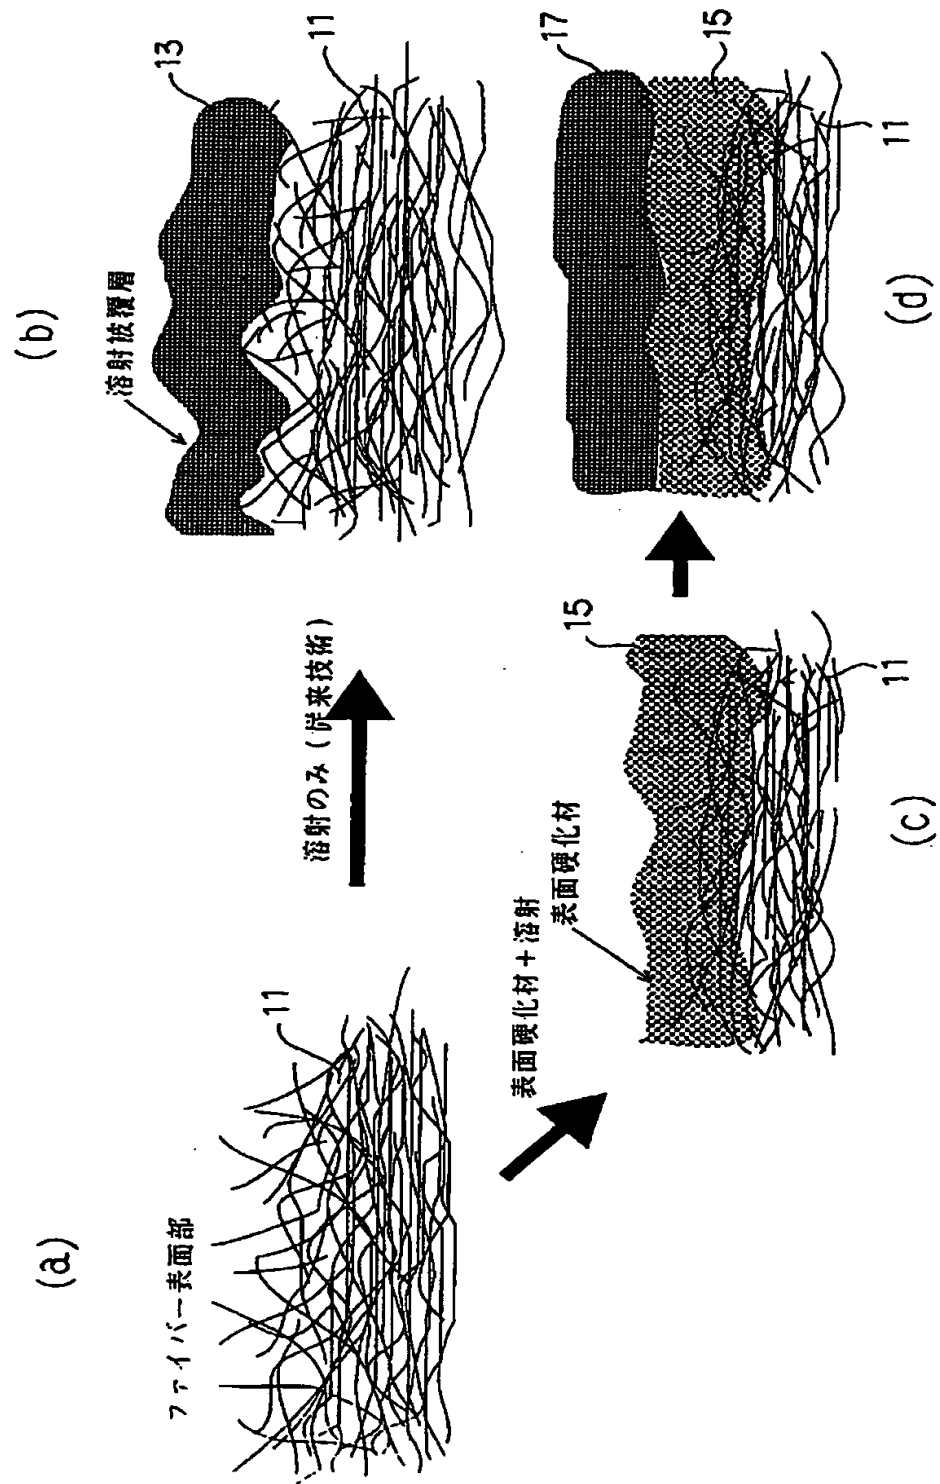 (a)
ファイバー表面部
11
溶射のみ(従来技術)
(b)
溶射被覆層
13
11
表面硬化材+溶射
表面硬化材
15
11
(c)
17
15
11
(d)